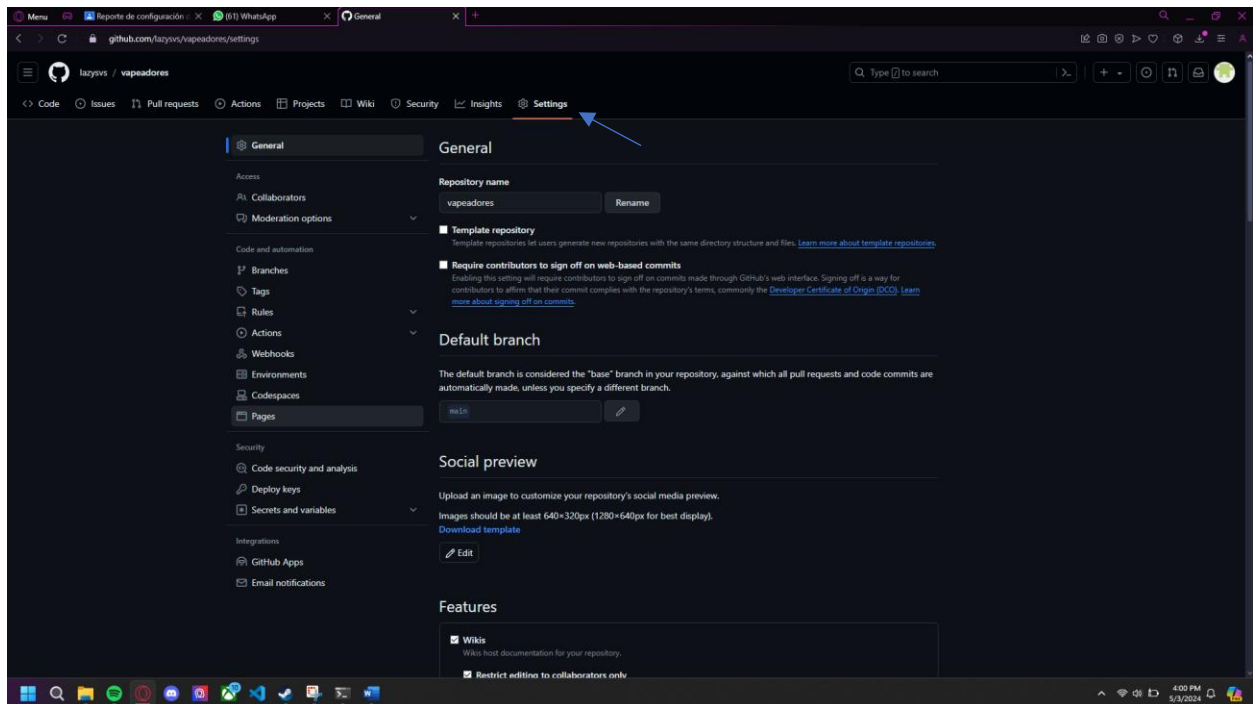 Menu
Reporte de configuración
(61) WhatsApp
General
github.com/lazysvs/vapeadores/settings
lazysvs / vapeadores
Type / to search
Code
Issues
Pull requests
Actions
Projects
Wiki
Security
Insights
Settings
General
Access
Collaborators
Moderation options
Code and automation
Branches
Tags
Rules
Actions
Webhooks
Environments
Codespaces
Pages
Security
Code security and analysis
Deploy keys
Secrets and variables
Integrations
GitHub Apps
Email notifications
General
Repository name
vapeadores
Rename
Template repository
Template repositories let users generate new repositories with the same directory structure and files. Learn more about template repositories.
Require contributors to sign off on web-based commits
Enabling this setting will require contributors to sign off on commits made through GitHub's web interface. Signing off is a way for
contributors to affirm that their commit complies with the repository's terms, commonly the Developer Certificate of Origin (DCO). Learn
more about signing off on commits.
Default branch
The default branch is considered the "base" branch in your repository, against which all pull requests and code commits are
automatically made, unless you specify a different branch.
main
Social preview
Upload an image to customize your repository's social media preview.
Images should be at least 640×320px (1280×640px for best display).
Download template
Edit
Features
Wikis
Wikis host documentation for your repository.
Restrict editing to collaborators only
4:00 PM
5/3/2024